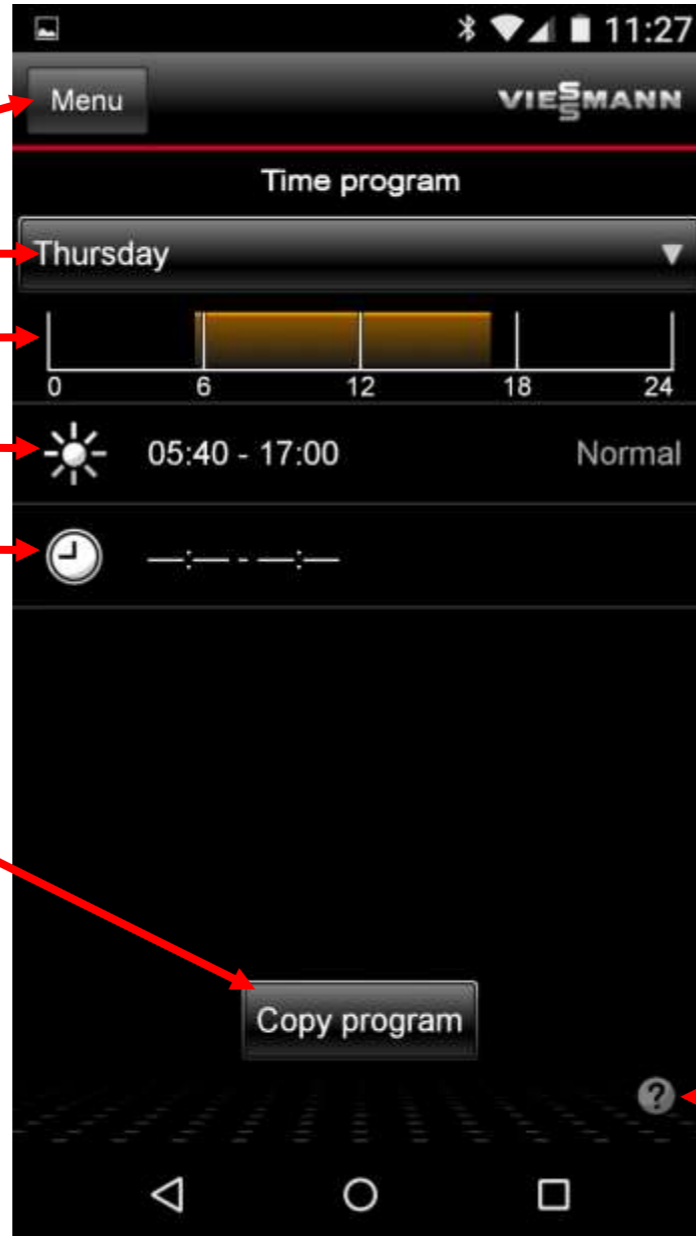 11:27
Menu
VIESSMANN
Time program
Thursday
0 6 12 18 24
05:40 - 17:00 Normal
—:— - —:—
Copy program
?